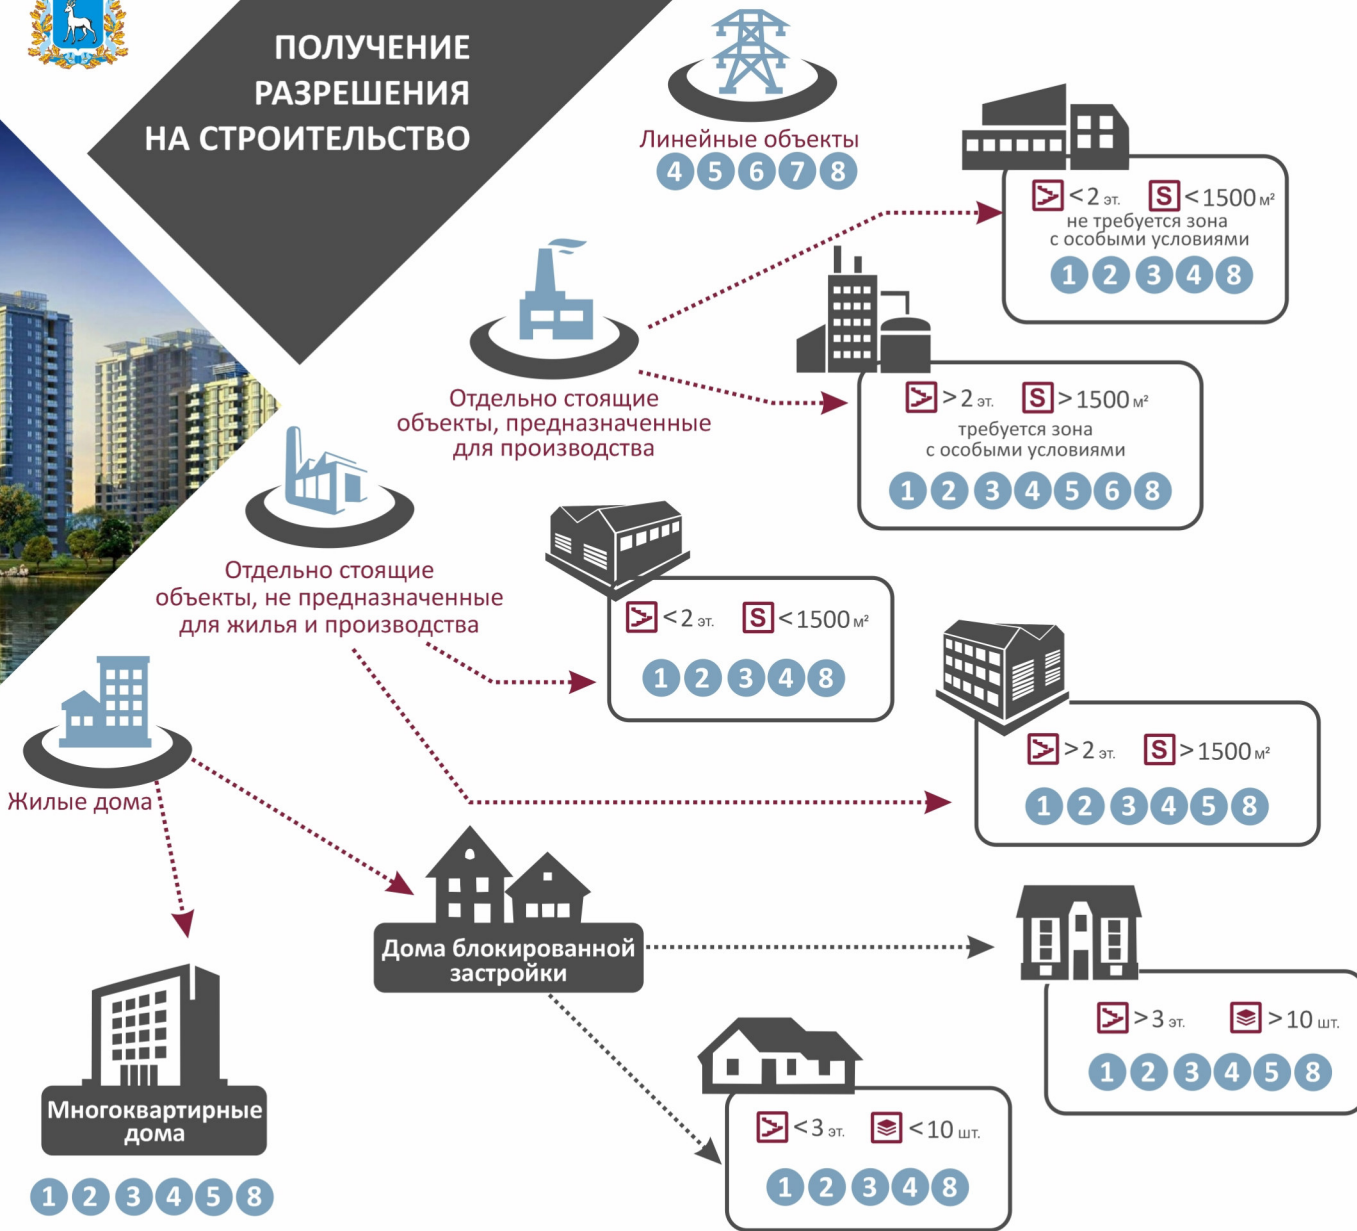 ПОЛУЧЕНИЕ
РАЗРЕШЕНИЯ
НА СТРОИТЕЛЬСТВО
Линейные объекты
4 5 6 7 8
<2 эт. S <1500 м²
не требуется зона
с особыми условиями
1 2 3 4 8
Отдельно стоящие
объекты, предназначенные
для производства
>2 эт. S >1500 м²
требуется зона
с особыми условиями
1 2 3 4 5 6 8
Отдельно стоящие
объекты, не предназначенные
для жилья и производства
<2 эт. S <1500 м²
1 2 3 4 8
>2 эт. S >1500 м²
1 2 3 4 5 8
Жилые дома
Дома блокированной
застройки
>3 эт. >10 шт.
1 2 3 4 5 8
<3 эт. <10 шт.
1 2 3 4 8
Многоквартирные
дома
1 2 3 4 5 8